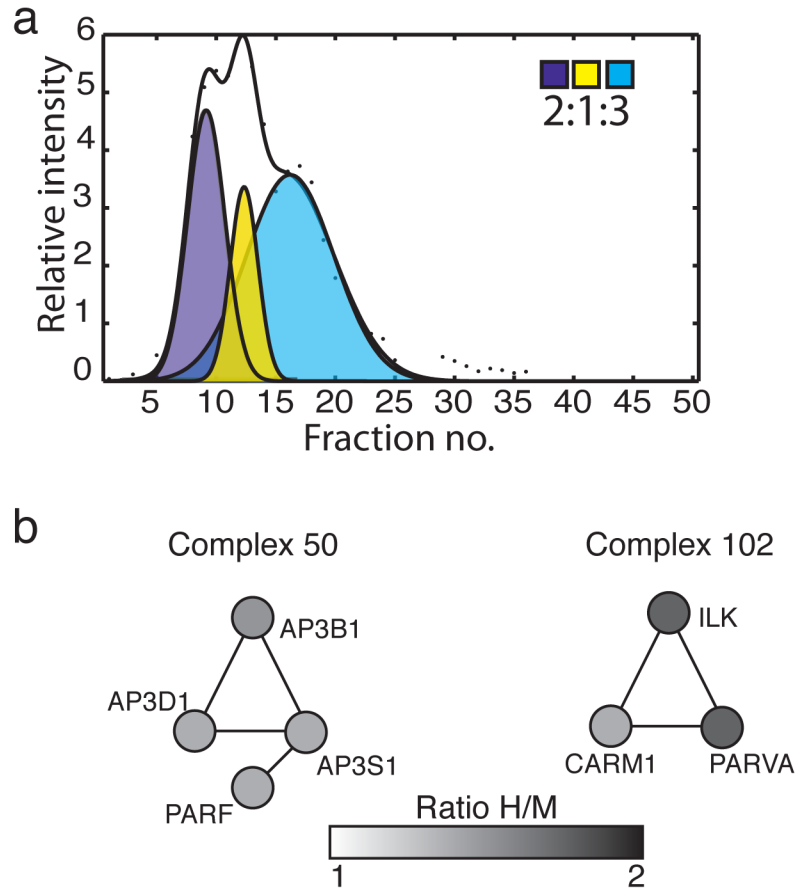 a
6
5
4
3
2
1
0
Relative intensity
2:1:3
5 10 15 20 25 30 35 40 45 50
Fraction no.
b
Complex 50
Complex 102
AP3B1
ILK
AP3D1
AP3S1
CARM1
PARVA
PARF
Ratio H/M
1 2